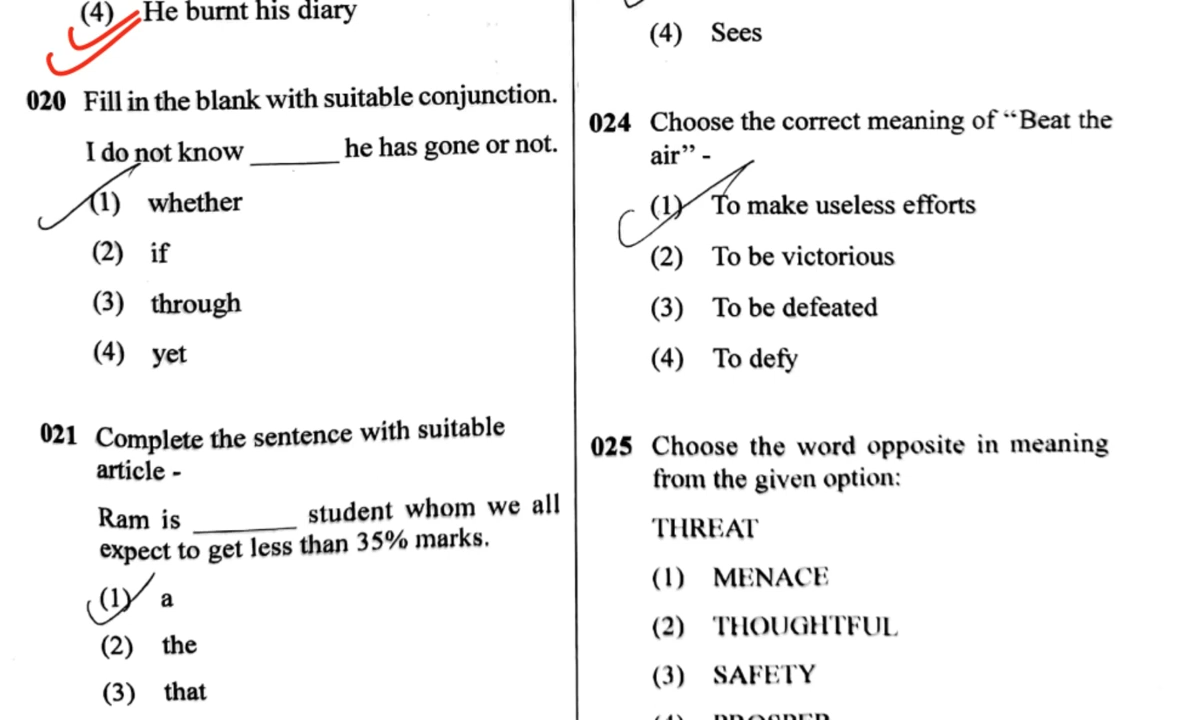 (4) He burnt his diary
020 Fill in the blank with suitable conjunction.
I do not know ______ he has gone or not.
(1) whether
(2) if
(3) through
(4) yet
021 Complete the sentence with suitable
article -
Ram is _______ student whom we all
expect to get less than 35% marks.
(1) a
(2) the
(3) that
(4) Sees
024 Choose the correct meaning of “Beat the
air” -
(1) To make useless efforts
(2) To be victorious
(3) To be defeated
(4) To defy
025 Choose the word opposite in meaning
from the given option:
THREAT
(1) MENACE
(2) THOUGHTFUL
(3) SAFETY
(4) PROSPER